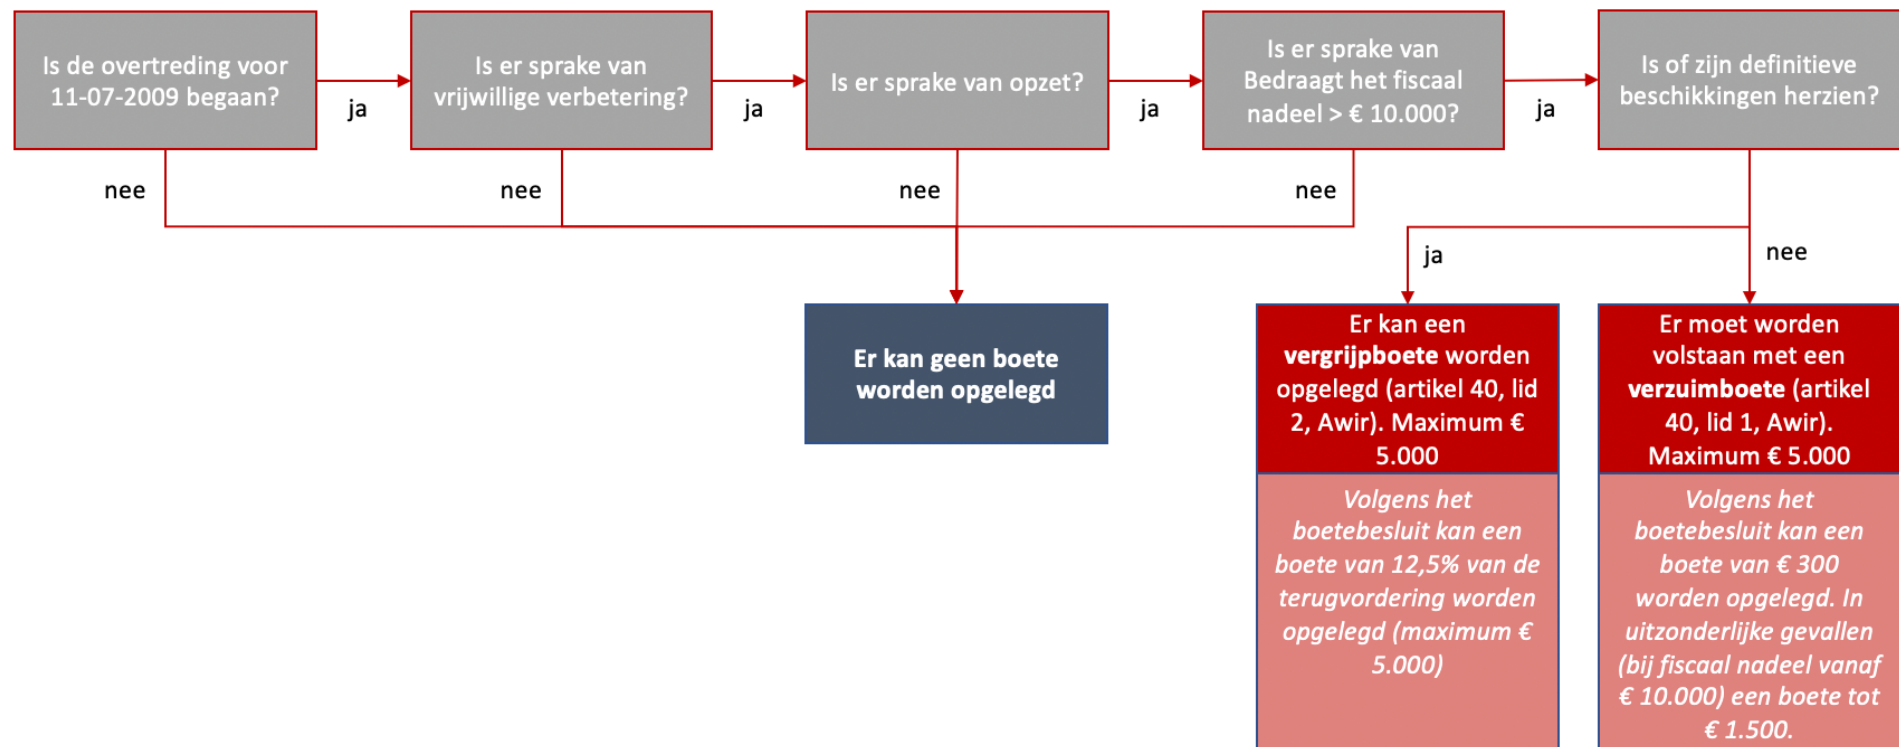 Is de overtreding voor
11-07-2009 begaan?
ja
Is er sprake van
vrijwillige verbetering?
ja
Is er sprake van opzet?
ja
Is er sprake van
Bedraagt het fiscaal
nadeel > € 10.000?
ja
Is of zijn definitieve
beschikkingen herzien?
nee
nee
nee
nee
ja
nee
Er kan geen boete
worden opgelegd
Er kan een
vergrijpboete worden
opgelegd (artikel 40, lid
2, Awir). Maximum €
5.000
Er moet worden
volstaan met een
verzuimboete (artikel
40, lid 1, Awir).
Maximum € 5.000
Volgens het
boetebesluit kan een
boete van 12,5% van de
terugvordering worden
opgelegd (maximum €
5.000)
Volgens het
boetebesluit kan een
boete van € 300
worden opgelegd. In
uitzonderlijke gevallen
(bij fiscaal nadeel vanaf
€ 10.000) een boete tot
€ 1.500.